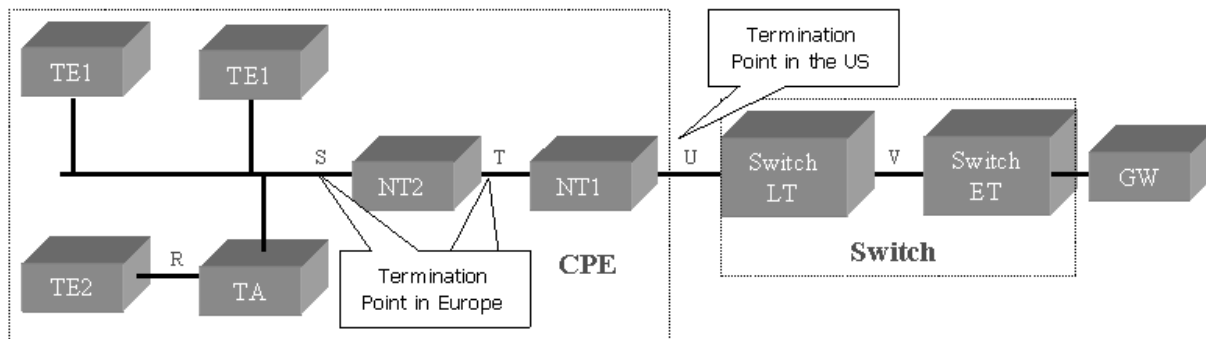 TE1
TE1
Termination
Point in the US
S
T
U
V
NT2
NT1
Switch
LT
Switch
ET
GW
R
TE2
TA
Termination
Point in Europe
CPE
Switch